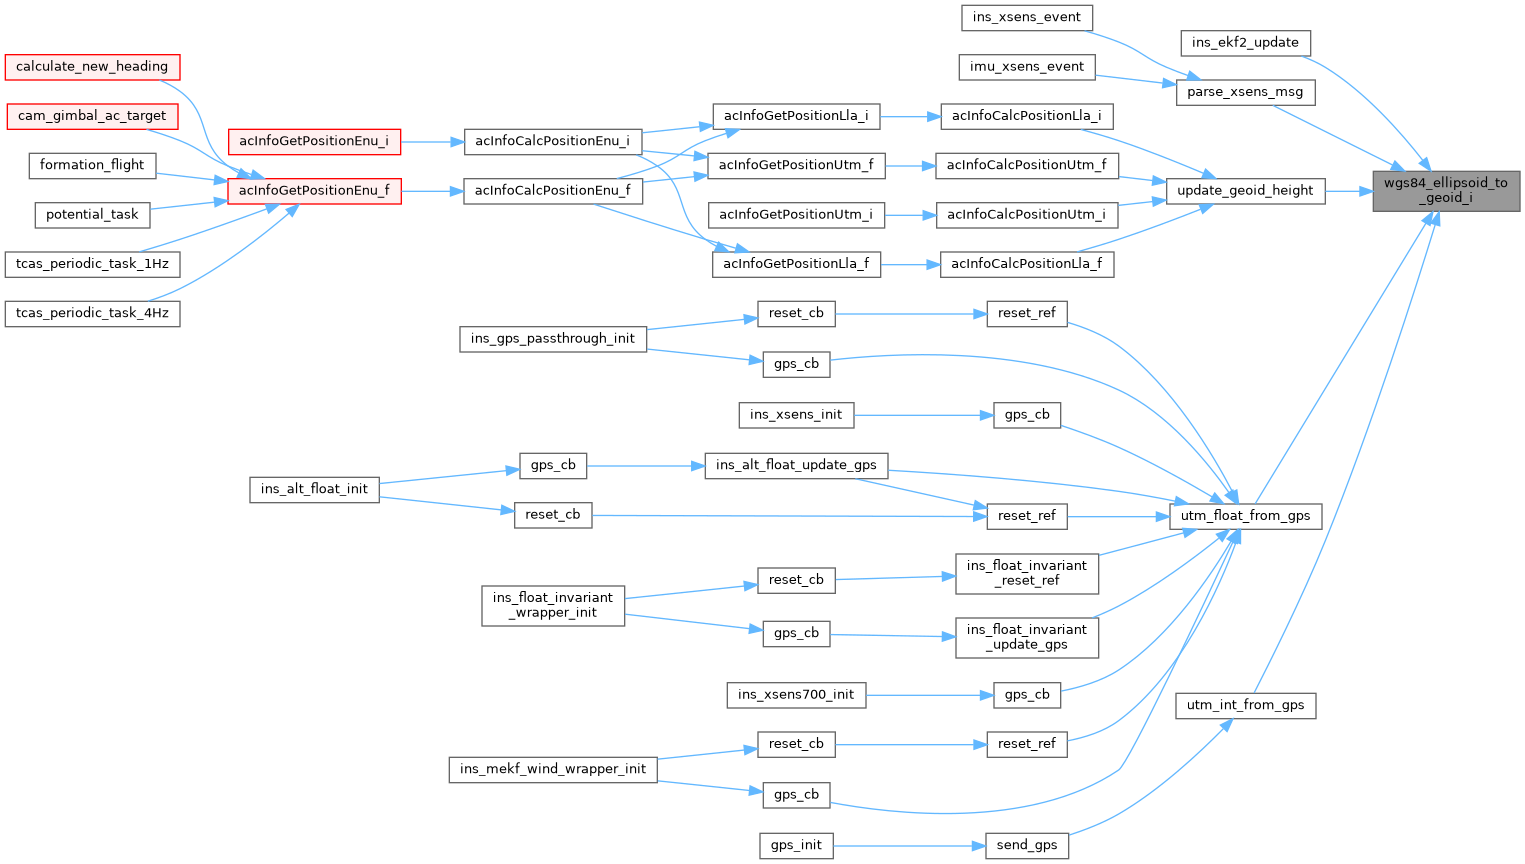 ins_xsens_event
ins_ekf2_update
calculate_new_heading
imu_xsens_event
parse_xsens_msg
cam_gimbal_ac_target
acInfoGetPositionLla_i
acInfoCalcPositionLla_i
acInfoGetPositionEnu_i
acInfoCalcPositionEnu_i
formation_flight
acInfoGetPositionUtm_f
acInfoCalcPositionUtm_f
acInfoGetPositionEnu_f
acInfoCalcPositionEnu_f
update_geoid_height
wgs84_ellipsoid_to
_geoid_i
potential_task
acInfoGetPositionUtm_i
acInfoCalcPositionUtm_i
tcas_periodic_task_1Hz
acInfoGetPositionLla_f
acInfoCalcPositionLla_f
tcas_periodic_task_4Hz
reset_cb
reset_ref
ins_gps_passthrough_init
gps_cb
ins_xsens_init
gps_cb
gps_cb
ins_alt_float_update_gps
ins_alt_float_init
reset_cb
reset_ref
utm_float_from_gps
ins_float_invariant
_reset_ref
reset_cb
ins_float_invariant
_wrapper_init
gps_cb
ins_float_invariant
_update_gps
ins_xsens700_init
gps_cb
utm_int_from_gps
reset_cb
reset_ref
ins_mekf_wind_wrapper_init
gps_cb
gps_init
send_gps